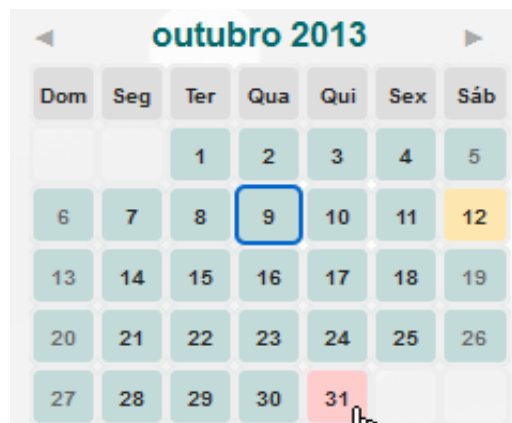 ◄ outubro 2013 ►
Dom Seg Ter Qua Qui Sex Sáb
1 2 3 4 5
6 7 8 9 10 11 12
13 14 15 16 17 18 19
20 21 22 23 24 25 26
27 28 29 30 31